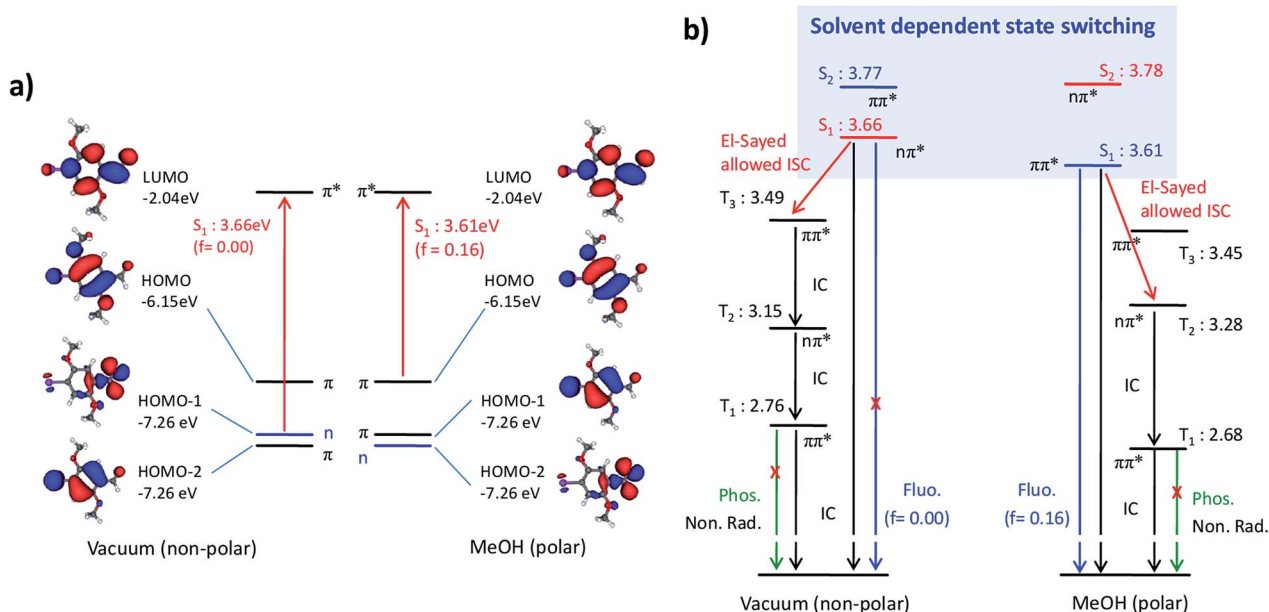 a)
LUMO
-2.04eV
π*
π*
LUMO
-2.04eV
S1 : 3.66eV
(f= 0.00)
S1 : 3.61eV
(f= 0.16)
HOMO
-6.15eV
HOMO
-6.15eV
π
π
HOMO-1
-7.26 eV
HOMO-1
-7.26 eV
n
π
π
n
HOMO-2
-7.26 eV
HOMO-2
-7.26 eV
Vacuum (non-polar)
MeOH (polar)
b)
Solvent dependent state switching
S2 : 3.77
ππ*
S2 : 3.78
nπ*
S1 : 3.66
nπ*
S1 : 3.61
ππ*
El-Sayed
allowed ISC
El-Sayed
allowed ISC
T3 : 3.49
ππ*
ππ*
T3 : 3.45
IC
T2 : 3.15
nπ*
nπ*
T2 : 3.28
IC
IC
T1 : 2.76
ππ*
T1 : 2.68
ππ*
X
X
X
Phos.
Non. Rad.
IC
Fluo.
(f= 0.00)
Fluo.
(f= 0.16)
IC
Phos.
Non. Rad.
Vacuum (non-polar)
MeOH (polar)